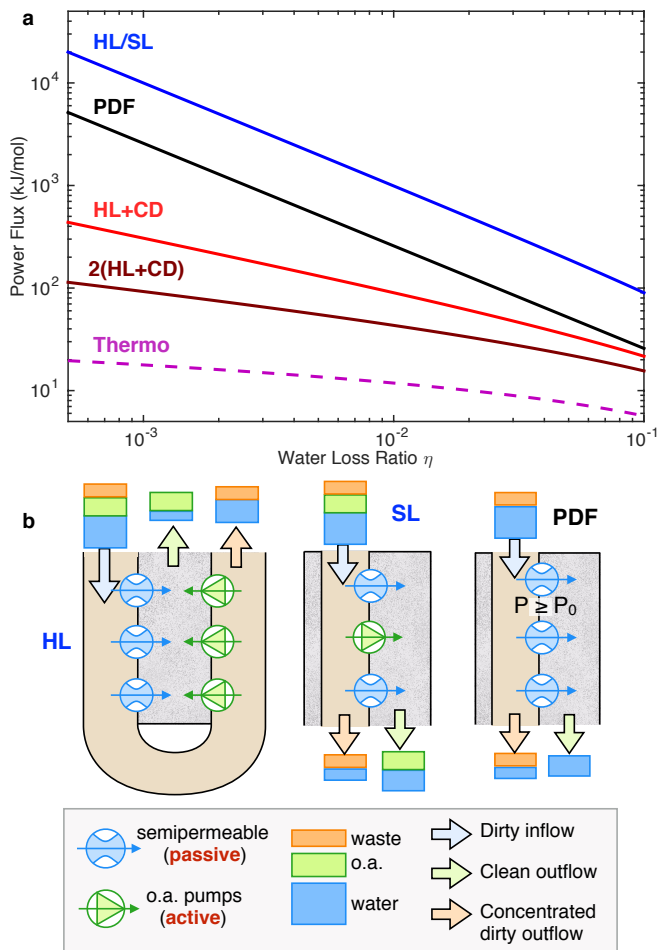 a
HL/SL
PDF
HL+CD
2(HL+CD)
Thermo
Power Flux (kJ/mol)
10^4
10^3
10^2
10^1
10^-3
10^-2
10^-1
Water Loss Ratio η
b
SL
PDF
HL
P ≥ P₀
semipermeable
(passive)
o.a. pumps
(active)
waste
o.a.
water
Dirty inflow
Clean outflow
Concentrated
dirty outflow